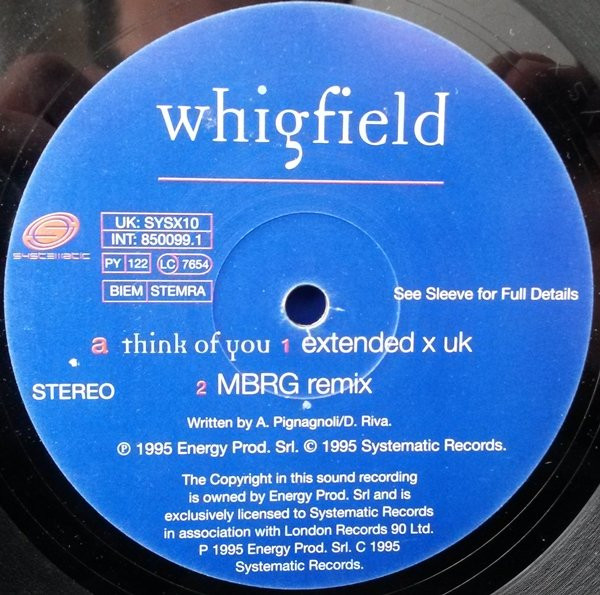 whigfield
systematic
UK: SYSX10
INT: 850099.1
PY 122 LC 7654
BIEM STEMRA
See Sleeve for Full Details
a think of you 1 extended x uk
STEREO
2 MBRG remix
Written by A. Pignagnoli/D. Riva.
℗ 1995 Energy Prod. Srl. © 1995 Systematic Records.
The Copyright in this sound recording
is owned by Energy Prod. Srl and is
exclusively licensed to Systematic Records
in association with London Records 90 Ltd.
P 1995 Energy Prod. Srl. C 1995
Systematic Records.